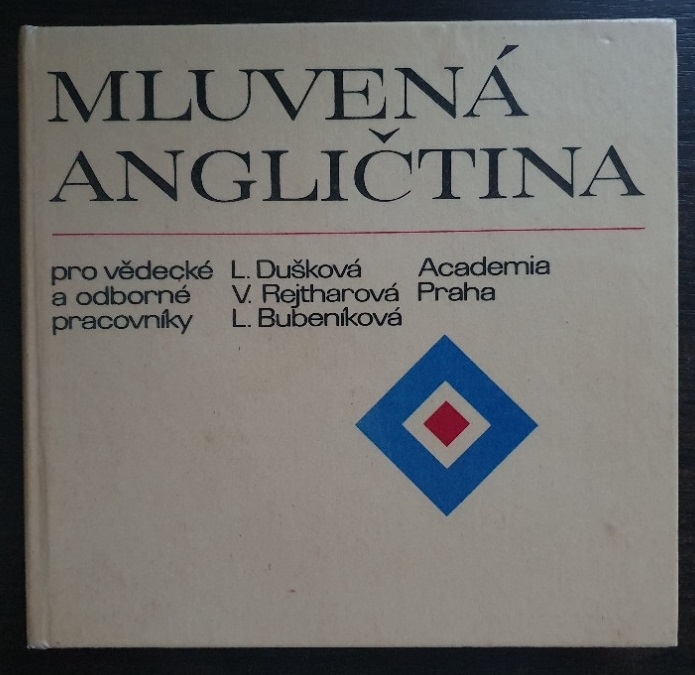 MLUVENÁ
ANGLIČTINA
pro vědecké
a odborné
pracovníky
L. Dušková
V. Rejtharová
L. Bubeníková
Academia
Praha